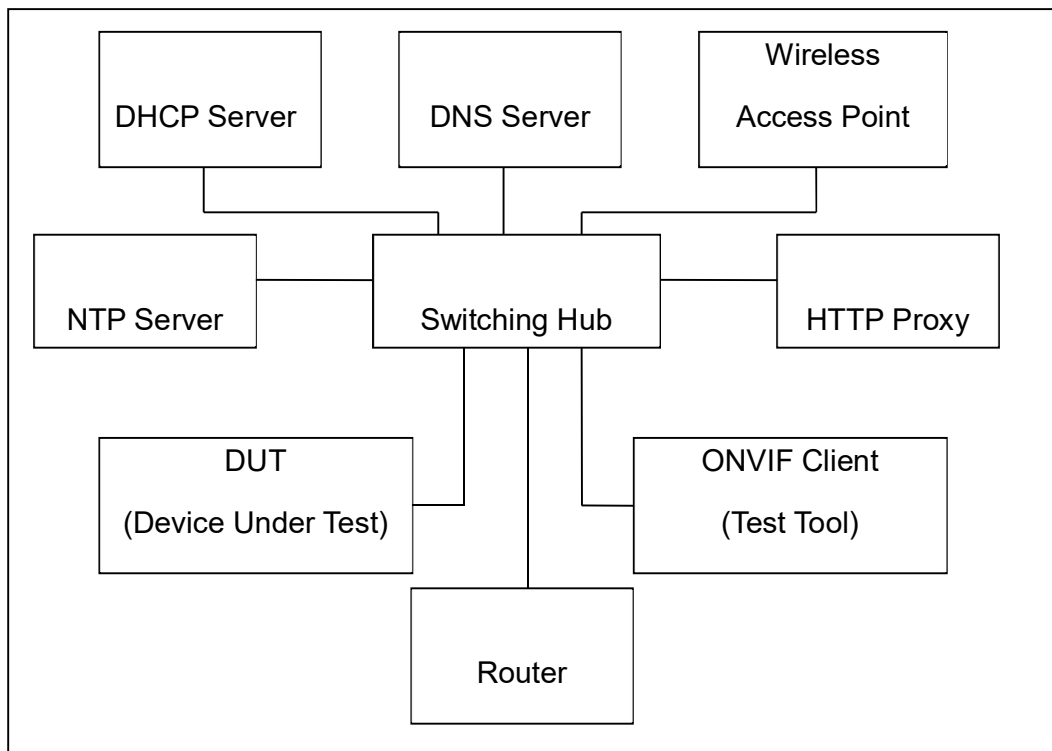 DHCP Server
DNS Server
Wireless
Access Point
NTP Server
Switching Hub
HTTP Proxy
DUT
(Device Under Test)
ONVIF Client
(Test Tool)
Router